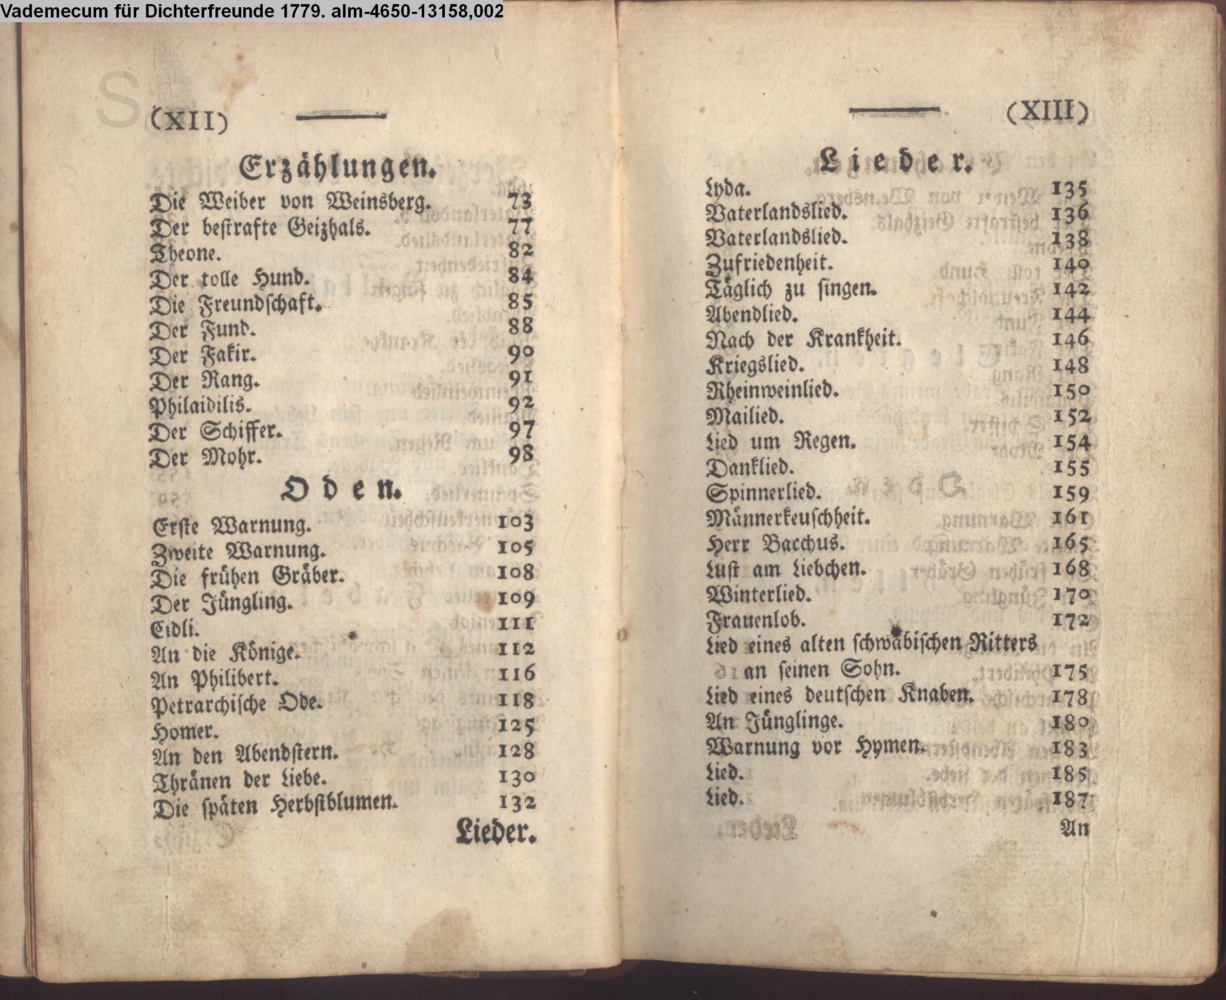 Vademecum für Dichterfreunde 1779. alm-4650-13158,002
(XII)
Erzählungen.
Die Weiber von Weinsberg. 73
Der bestrafte Geizhals. 77
Theone. 82
Der tolle Hund. 84
Die Freundschaft. 85
Der Fund. 88
Der Fakir. 90
Der Rang. 91
Philaidilis. 92
Der Schiffer. 97
Der Mohr. 98
Oden.
Erste Warnung. 103
Zweite Warnung. 105
Die frühen Gräber. 108
Der Jüngling. 109
Cidli. 111
An die Könige. 112
An Philibert. 116
Petrarchische Ode. 118
Homer. 125
An den Abendstern. 128
Thränen der Liebe. 130
Die späten Herbstblumen. 132
Lieder.
(XIII)
Lieder.
Lyda. 135
Vaterlandslied. 136
Vaterlandslied. 138
Zufriedenheit. 140
Täglich zu singen. 142
Abendlied. 144
Nach der Krankheit. 146
Kriegslied. 148
Rheinweinlied. 150
Mailied. 152
Lied um Regen. 154
Danklied. 155
Spinnerlied. 159
Männerkeuschheit. 161
Herr Bacchus. 165
Lust am Liebchen. 168
Winterlied. 170
Frauenlob. 172
Lied eines alten schwäbischen Ritters
an seinen Sohn. 175
Lied eines deutschen Knaben. 178
An Jünglinge. 180
Warnung vor Hymen. 183
Lied. 185
Lied. 187
An